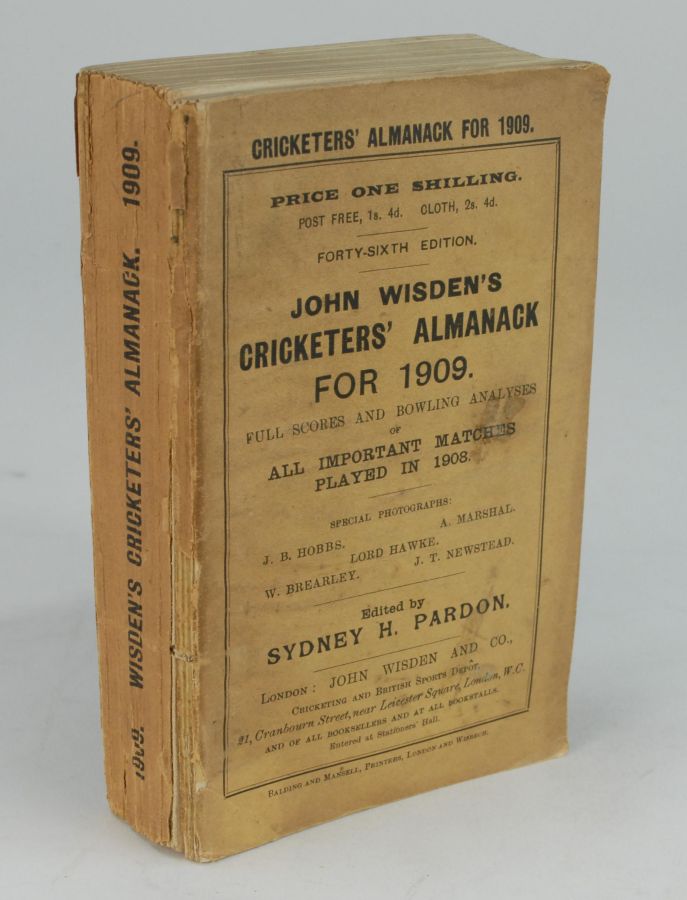 CRICKETERS' ALMANACK FOR 1909.
PRICE ONE SHILLING.
POST FREE, 1s. 4d. CLOTH, 2s. 4d.
FORTY-SIXTH EDITION.
JOHN WISDEN'S
CRICKETERS' ALMANACK
FOR 1909.
FULL SCORES AND BOWLING ANALYSES
OF
ALL IMPORTANT MATCHES
PLAYED IN 1908.
SPECIAL PHOTOGRAPHS:
J. B. HOBBS. A. MARSHAL.
LORD HAWKE.
W. BREARLEY. J. T. NEWSTEAD.
Edited by
SYDNEY H. PARDON.
LONDON: JOHN WISDEN AND CO.,
CRICKETING AND BRITISH SPORTS DEPÔT,
21, Cranbourn Street, near Leicester Square, London, W.C.
AND OF ALL BOOKSELLERS AND AT ALL BOOKSTALLS.
Entered at Stationers' Hall.
BALDING AND MANSELL, PRINTERS, LONDON AND WISBECH.
1909. WISDEN'S CRICKETERS' ALMANACK. 1909.